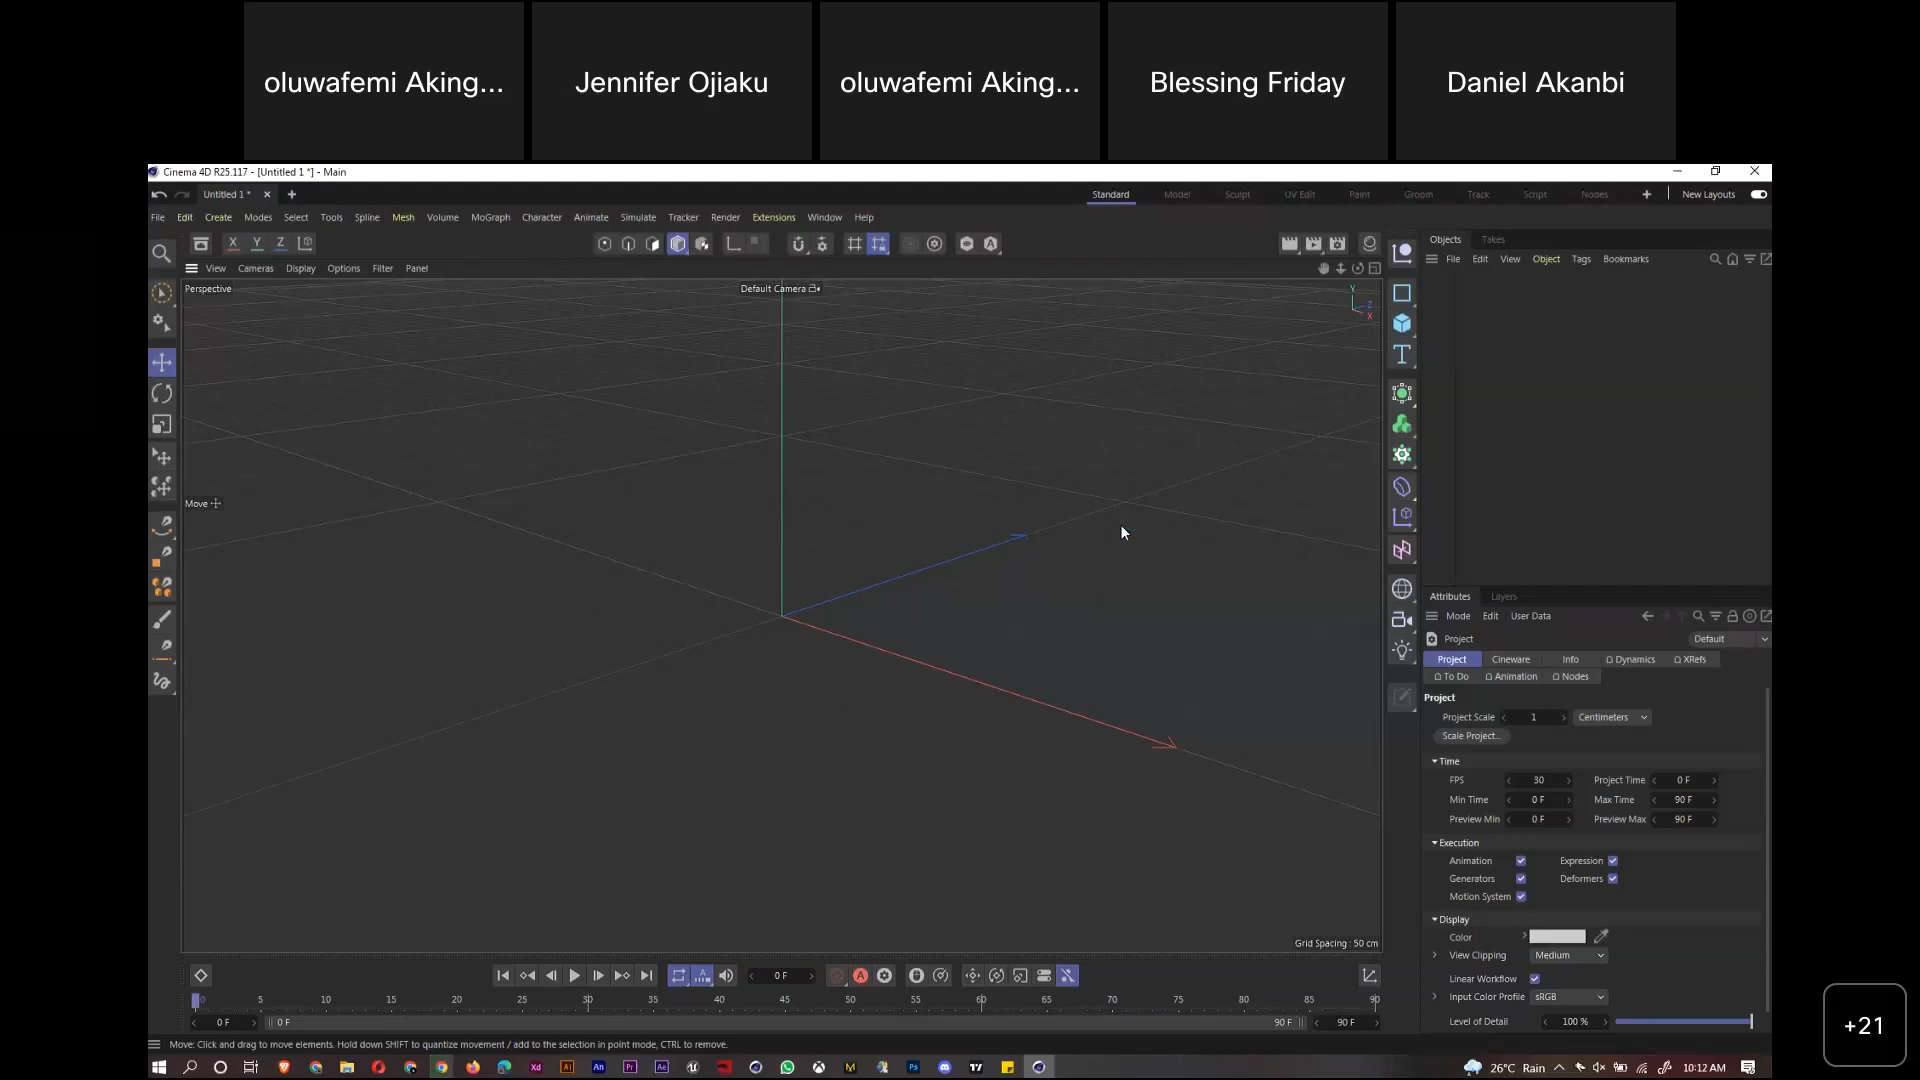 oluwafemi Aking...
Jennifer Ojiaku
oluwafemi Aking...
Blessing Friday
Daniel Akanbi
Cinema 4D R25.117 - [Untitled 1 *] - Main
Untitled 1 *
Standard Model Sculpt UV Edit Paint Groom Track Script Nodes New Layouts
File Edit Create Modes Select Tools Spline Mesh Volume MoGraph Character Animate Simulate Tracker Render Extensions Window Help
X Y Z
Objects Takes
File Edit View Object Tags Bookmarks
View Cameras Display Options Filter Panel
Perspective
Default Camera
Y
Z
X
Move
Grid Spacing : 50 cm
Attributes Layers
Mode Edit User Data
Project
Default
Project Cineware Info Dynamics XRefs
To Do Animation Nodes
Project
Project Scale 1 Centimeters
Scale Project...
Time
FPS 30 Project Time 0 F
Min Time 0 F Max Time 90 F
Preview Min 0 F Preview Max 90 F
Execution
Animation Expression
Generators Deformers
Motion System
Display
Color
View Clipping Medium
Linear Workflow
Input Color Profile sRGB
Level of Detail 100 %
0 F
0 5 10 15 20 25 30 35 40 45 50 55 60 65 70 75 80 85 90
0 F 0 F 90 F 90 F
Move: Click and drag to move elements. Hold down SHIFT to quantize movement / add to the selection in point mode, CTRL to remove.
Xd Ai An Pr Ae M Ps
26°C Rain 10:12 AM
+21